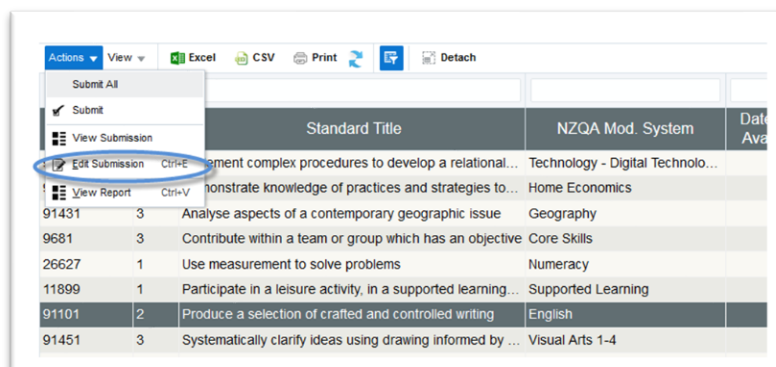 Actions View Excel CSV Print Detach
Submit All
Submit
View Submission
Edit Submission Ctrl+E
View Report Ctrl+V
Standard Title NZQA Mod. System Date
Ava
ement complex procedures to develop a relational... Technology - Digital Technolo...
monstrate knowledge of practices and strategies to... Home Economics
91431 3 Analyse aspects of a contemporary geographic issue Geography
9681 3 Contribute within a team or group which has an objective Core Skills
26627 1 Use measurement to solve problems Numeracy
11899 1 Participate in a leisure activity, in a supported learning... Supported Learning
91101 2 Produce a selection of crafted and controlled writing English
91451 3 Systematically clarify ideas using drawing informed by ... Visual Arts 1-4